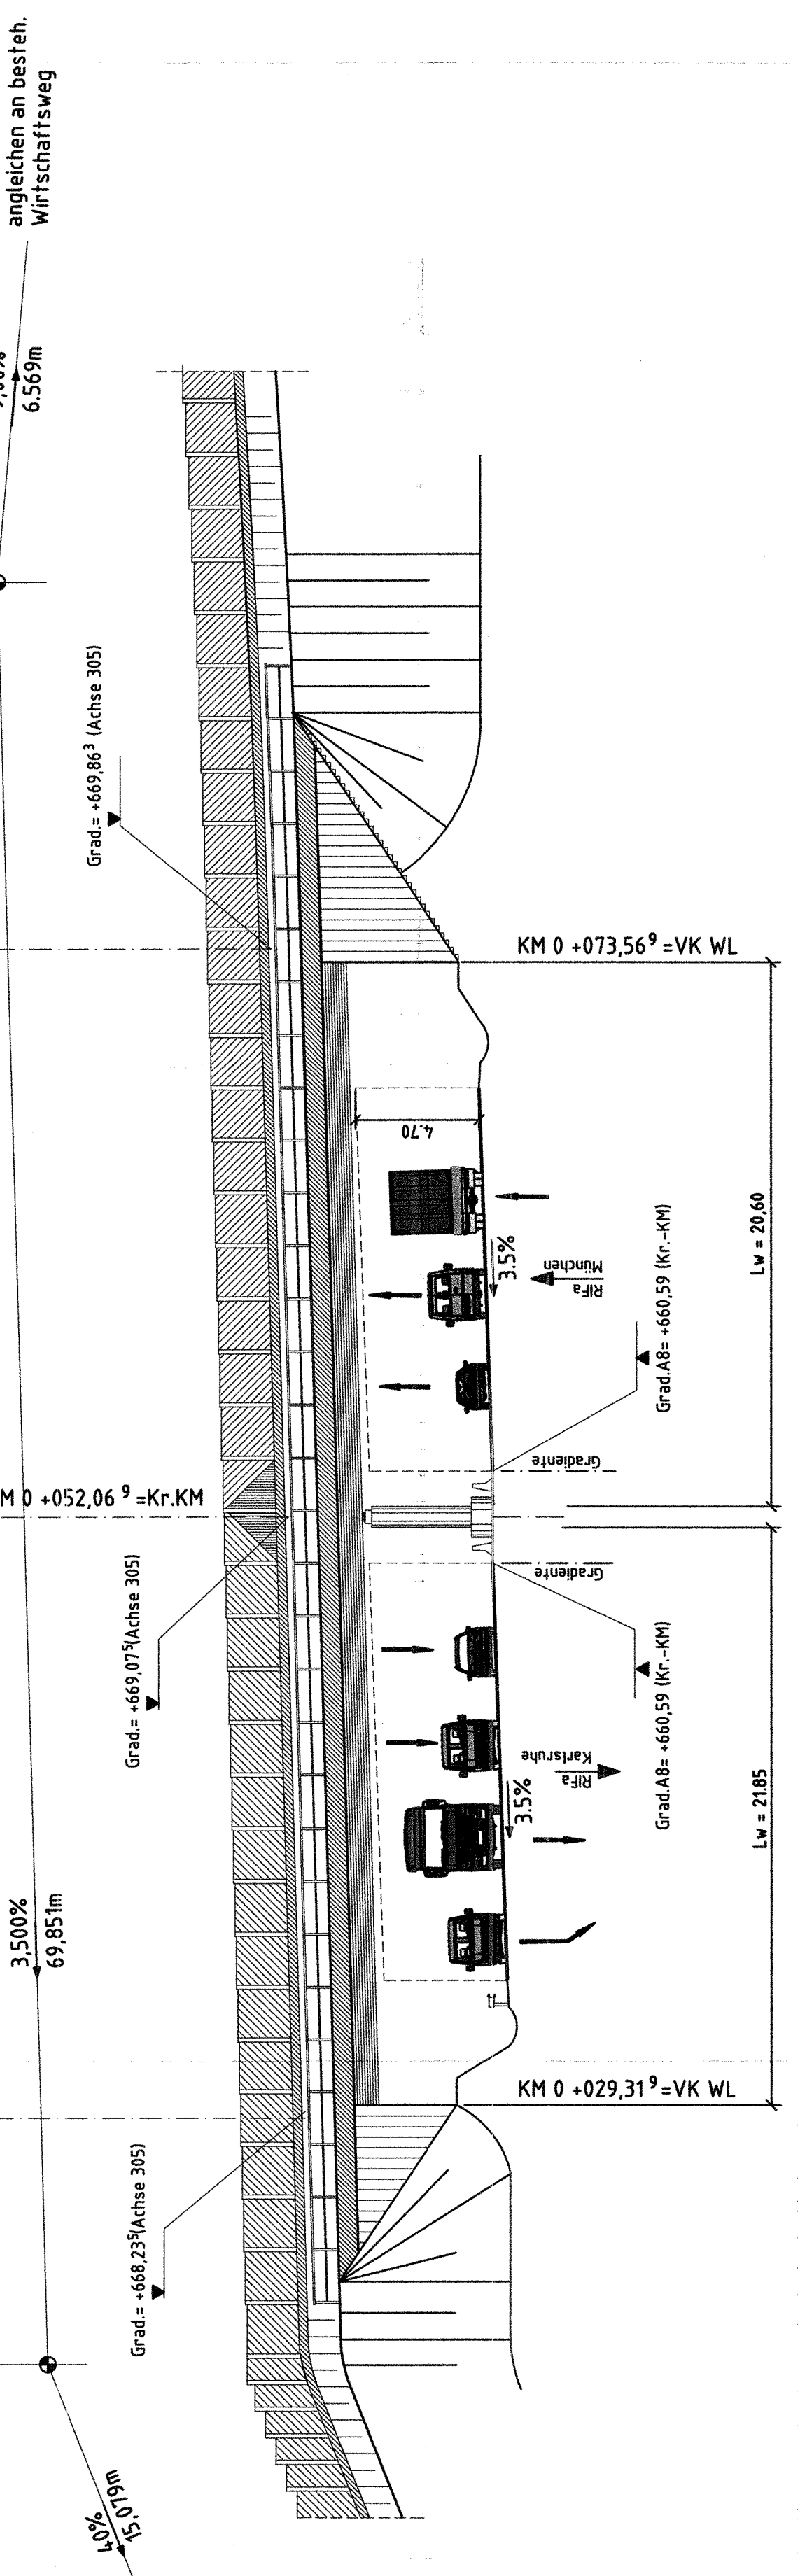 angleichen an besteh.
Wirtschaftsweg
6.569m
Grad.= +669,86³ (Achse 305)
KM 0 +073,56⁹ =VK WL
4.70
3.5%
RIFa
München
Lw = 20,60
Grad.A8= +660,59 (Kr.-KM)
Gradiente
M 0 +052,06 ⁹ =Kr.KM
Grad.= +669,07⁵(Achse 305)
Gradiente
Grad.A8= +660,59 (Kr.-KM)
RIFa
Karlsruhe
3.5%
Lw = 21.85
3,500%
69,851m
KM 0 +029,31⁹ =VK WL
Grad.= +668,23⁵(Achse 305)
40%
15,079m